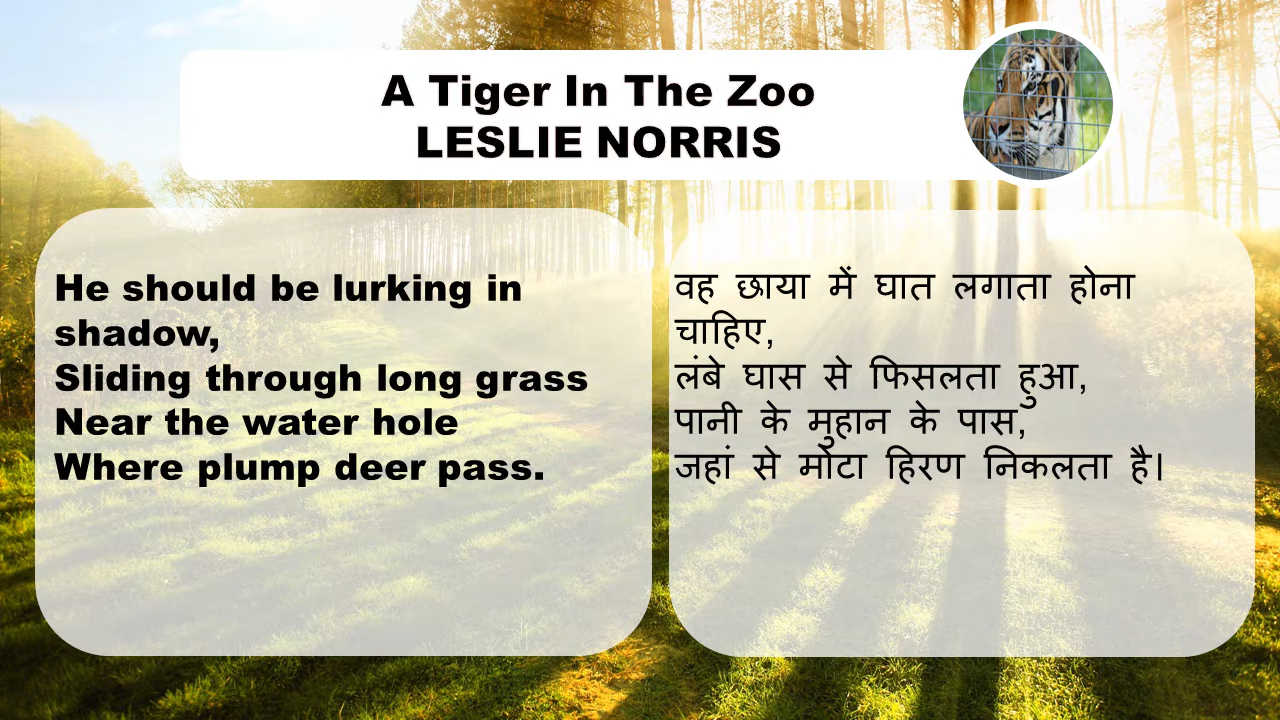 A Tiger In The Zoo
LESLIE NORRIS
He should be lurking in
shadow,
Sliding through long grass
Near the water hole
Where plump deer pass.
वह छाया में घात लगाता होना
चाहिए,
लंबे घास से फिसलता हुआ,
पानी के मुहान के पास,
जहां से मोटा हिरण निकलता है।